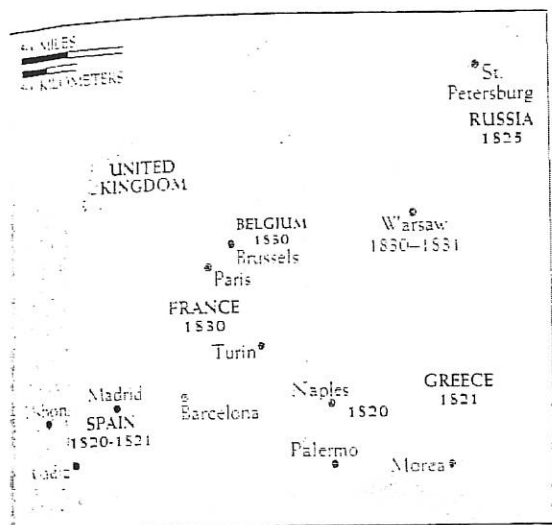 MILES
KILOMETERS
St.
Petersburg
RUSSIA
1825
UNITED
KINGDOM
BELGIUM
1830
Brussels
Warsaw
1830–1831
Paris
FRANCE
1830
Turin
Madrid
SPAIN
1820-1821
Barcelona
Naples
1820
GREECE
1821
Palermo
Morea